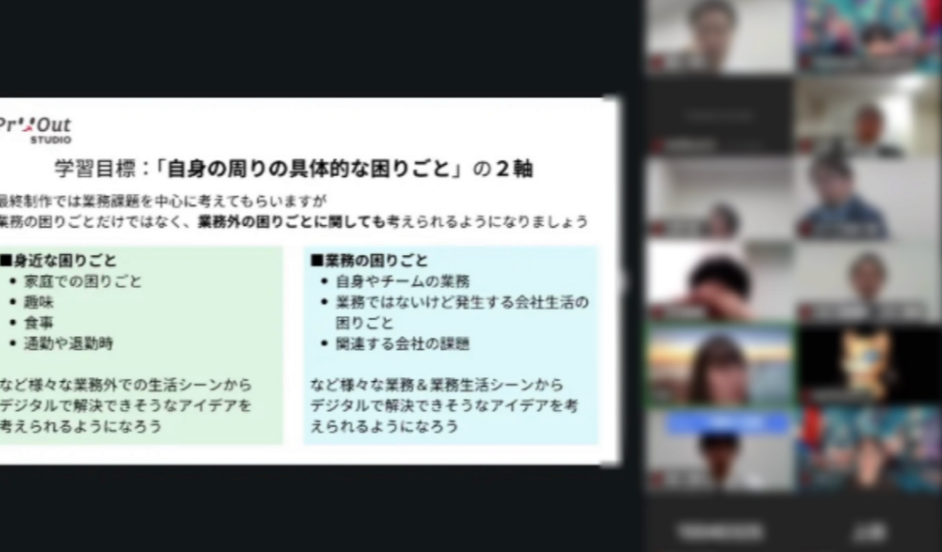 Pr Out
STUDIO
学習目標：「自身の周りの具体的な困りごと」の２軸
最終制作では業務課題を中心に考えてもらいますが
業務の困りごとだけではなく、業務外の困りごとに関しても考えられるようになりましょう
■身近な困りごと
● 家庭での困りごと
● 趣味
● 食事
● 通勤や退勤時
など様々な業務外での生活シーンから
デジタルで解決できそうなアイデアを
考えられるようになろう
■業務の困りごと
● 自身やチームの業務
● 業務ではないけど発生する会社生活の
困りごと
● 関連する会社の課題
など様々な業務＆業務生活シーンから
デジタルで解決できそうなアイデアを考
えられるようになろう